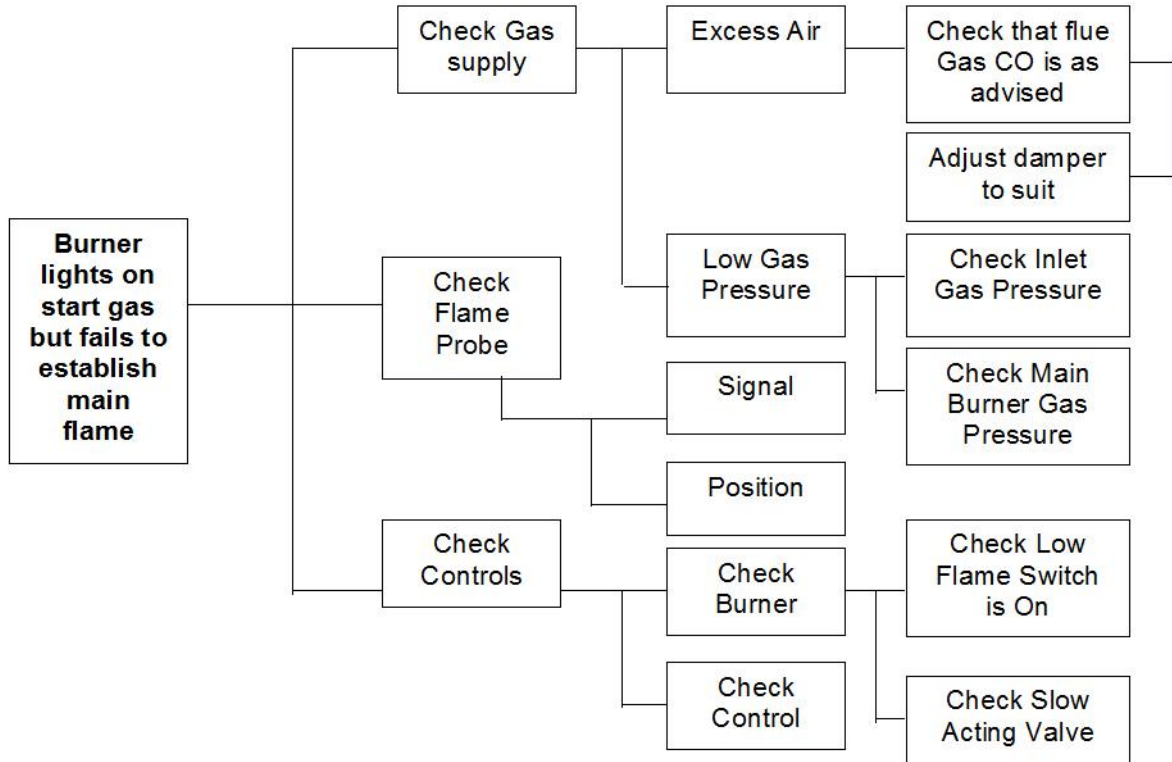 Burner
lights on
start gas
but fails to
establish
main
flame
Check Gas
supply
Excess Air
Check that flue
Gas CO is as
advised
Adjust damper
to suit
Low Gas
Pressure
Check Inlet
Gas Pressure
Check Main
Burner Gas
Pressure
Check
Flame
Probe
Signal
Position
Check
Controls
Check
Burner
Check Low
Flame Switch
is On
Check Slow
Acting Valve
Check
Control